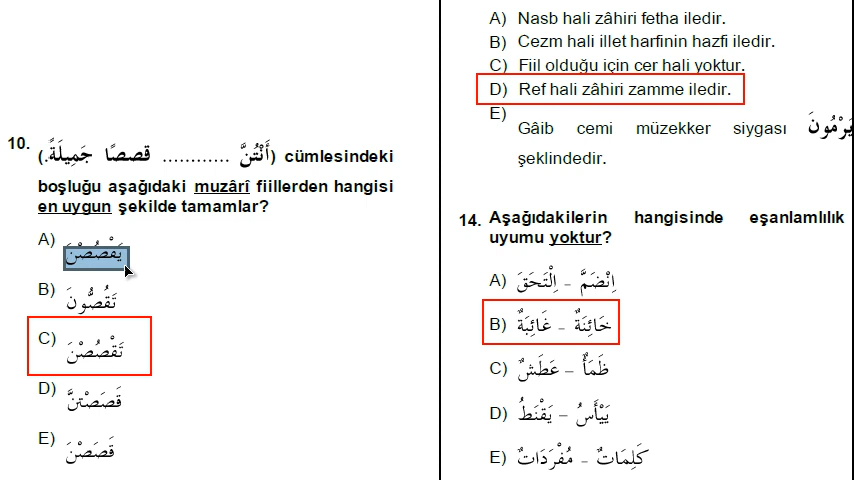 10. (أَنْتُنَّ ............ قصصًا جَمِيلَةً.) cümlesindeki
boşluğu aşağıdaki muzârî fiillerden hangisi
en uygun şekilde tamamlar?
A) يَقْصُصْنَ
B) تَقُصُّونَ
C) تَقْصُصْنَ
D) قَصَصْتنَّ
E) قَصَصْنَ
A) Nasb hali zâhiri fetha iledir.
B) Cezm hali illet harfinin hazfi iledir.
C) Fiil olduğu için cer hali yoktur.
D) Ref hali zâhiri zamme iledir.
E) Gâib cemi müzekker siygası يَرْمُونَ
şeklindedir.
14. Aşağıdakilerin hangisinde eşanlamlılık
uyumu yoktur?
A) اِنْضَمَّ – اِلْتَحَقَ
B) خَائِنَةٌ – غَائِبَةٌ
C) ظَمَأٌ – عَطَشٌ
D) يَيْأَسُ – يَقْنَطُ
E) كَلِمَاتٌ – مُفْرَدَاتٌ